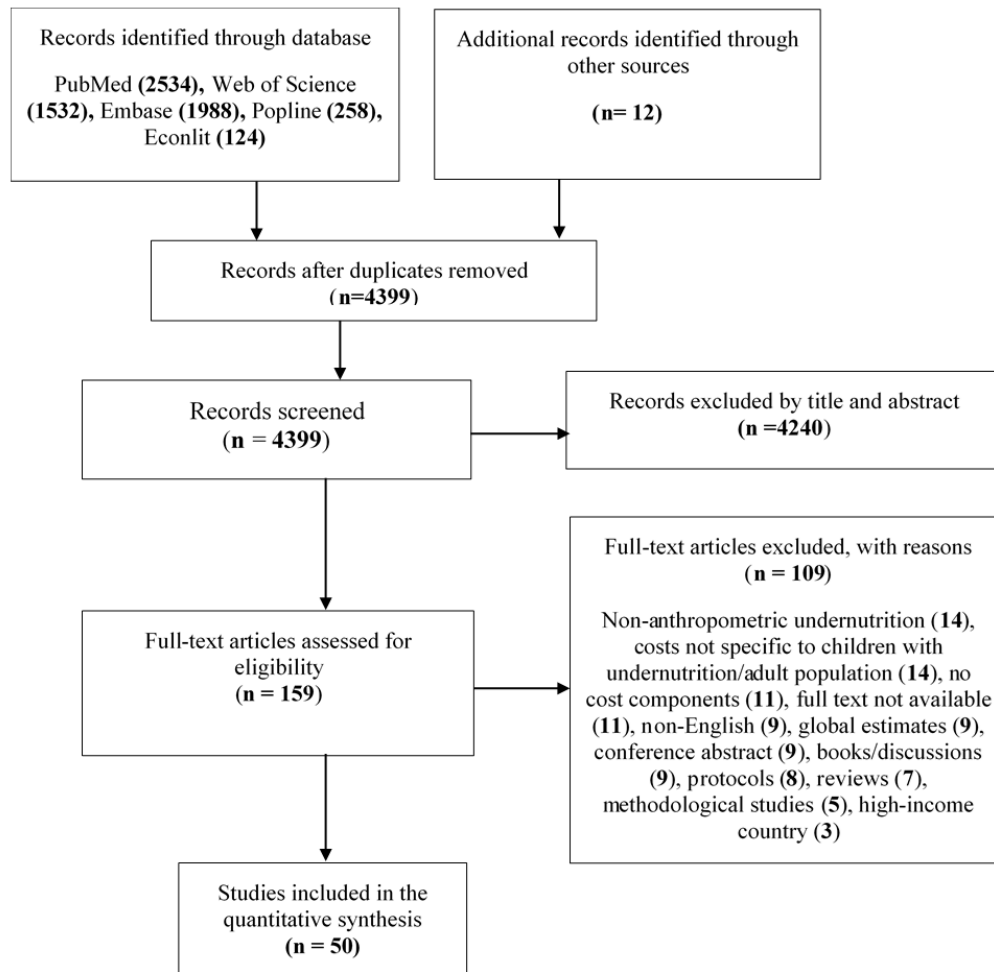 Records identified through database
PubMed (2534), Web of Science
(1532), Embase (1988), Popline (258),
Econlit (124)
Additional records identified through
other sources
(n= 12)
Records after duplicates removed
(n=4399)
Records screened
(n = 4399)
Records excluded by title and abstract
(n =4240)
Full-text articles assessed for
eligibility
(n = 159)
Full-text articles excluded, with reasons
(n = 109)
Non-anthropometric undernutrition (14),
costs not specific to children with
undernutrition/adult population (14), no
cost components (11), full text not available
(11), non-English (9), global estimates (9),
conference abstract (9), books/discussions
(9), protocols (8), reviews (7),
methodological studies (5), high-income
country (3)
Studies included in the
quantitative synthesis
(n = 50)